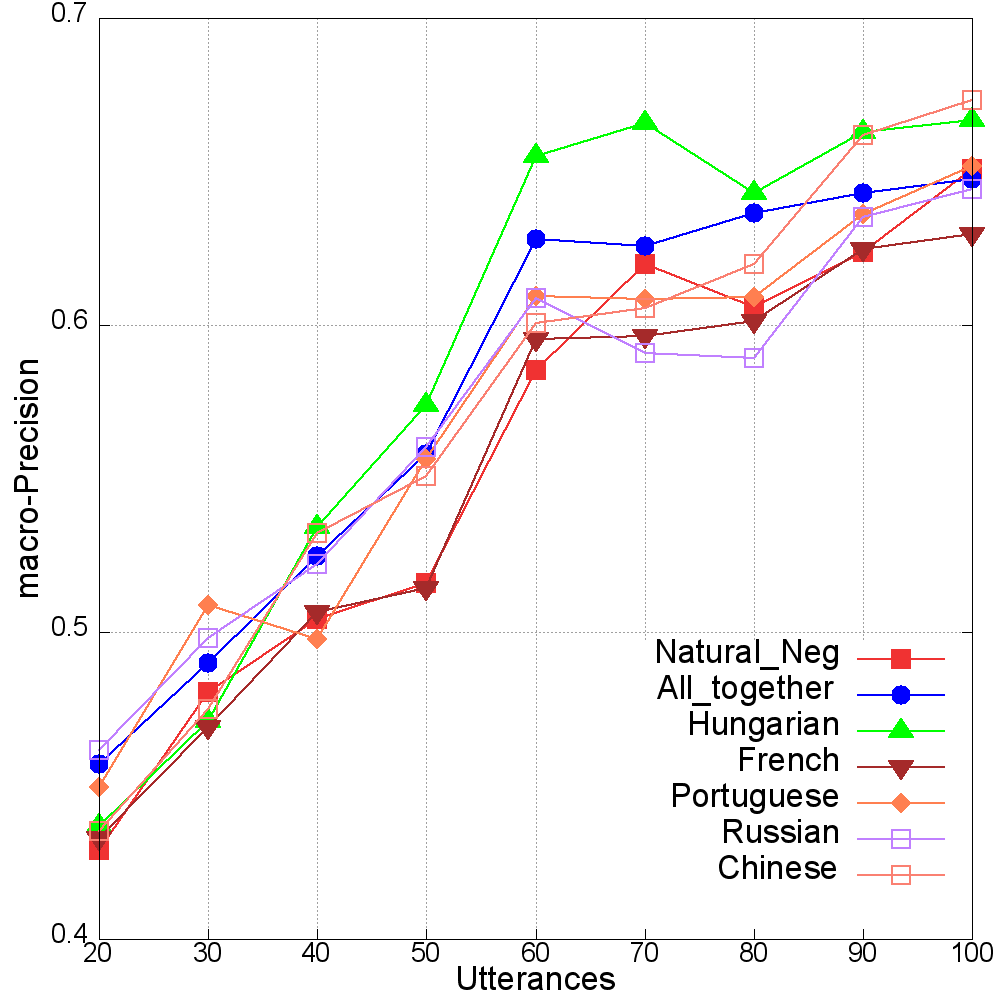 0.7
0.6
0.5
0.4
macro-Precision
20 30 40 50 60 70 80 90 100
Utterances
Natural_Neg
All_together
Hungarian
French
Portuguese
Russian
Chinese